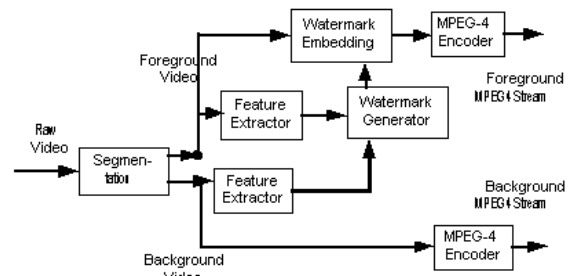 Watermark
Embedding
MPEG-4
Encoder
Foreground
Video
Foreground
MPEG4 Stream
Feature
Extractor
Watermark
Generator
Raw
Video
Segmen-
tation
Feature
Extractor
Background
MPEG4 Stream
MPEG-4
Encoder
Background
Video